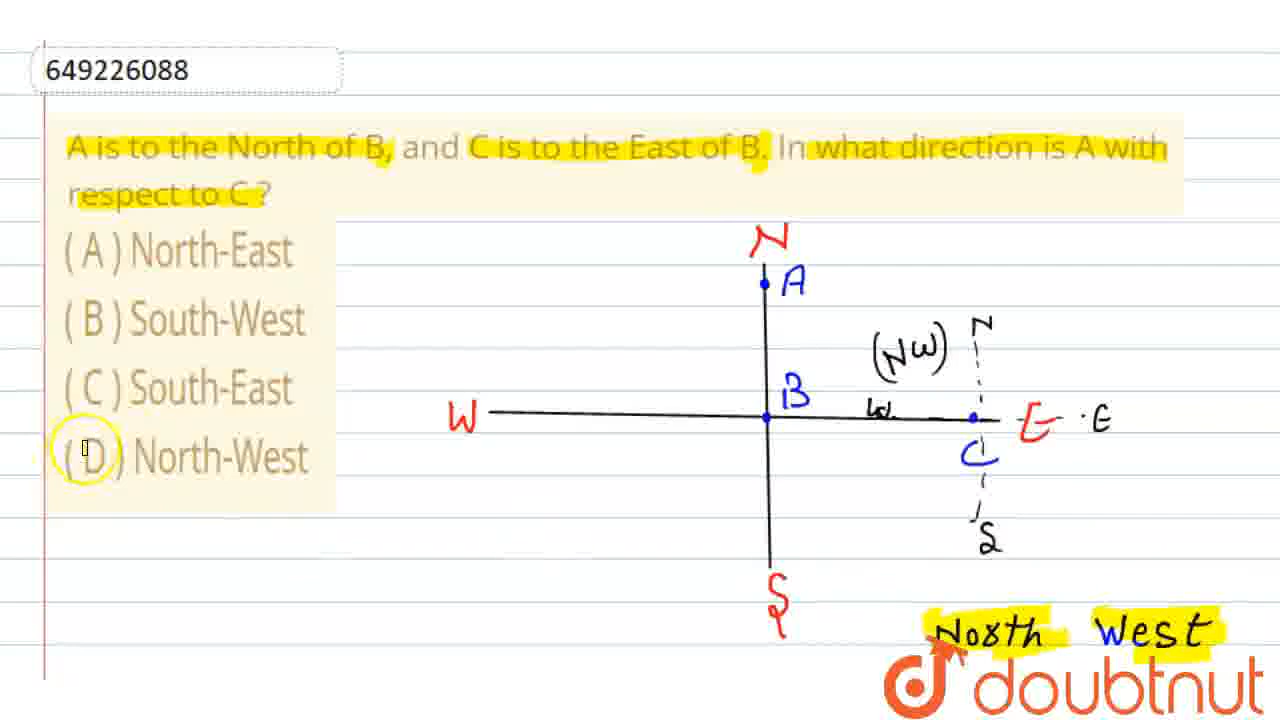 649226088
A is to the North of B, and C is to the East of B. In what direction is A with
respect to C ?
( A ) North-East
( B ) South-West
( C ) South-East
( D ) North-West
N
A
N
(NW)
B
W
W
E
E
C
S
S
North West
doubtnut